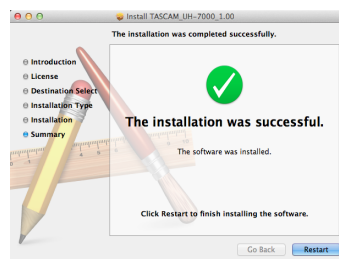 Install TASCAM_UH-7000_1.00
The installation was completed successfully.
Introduction
License
Destination Select
Installation Type
Installation
Summary
The installation was successful.
The software was installed.
Click Restart to finish installing the software.
Go Back
Restart